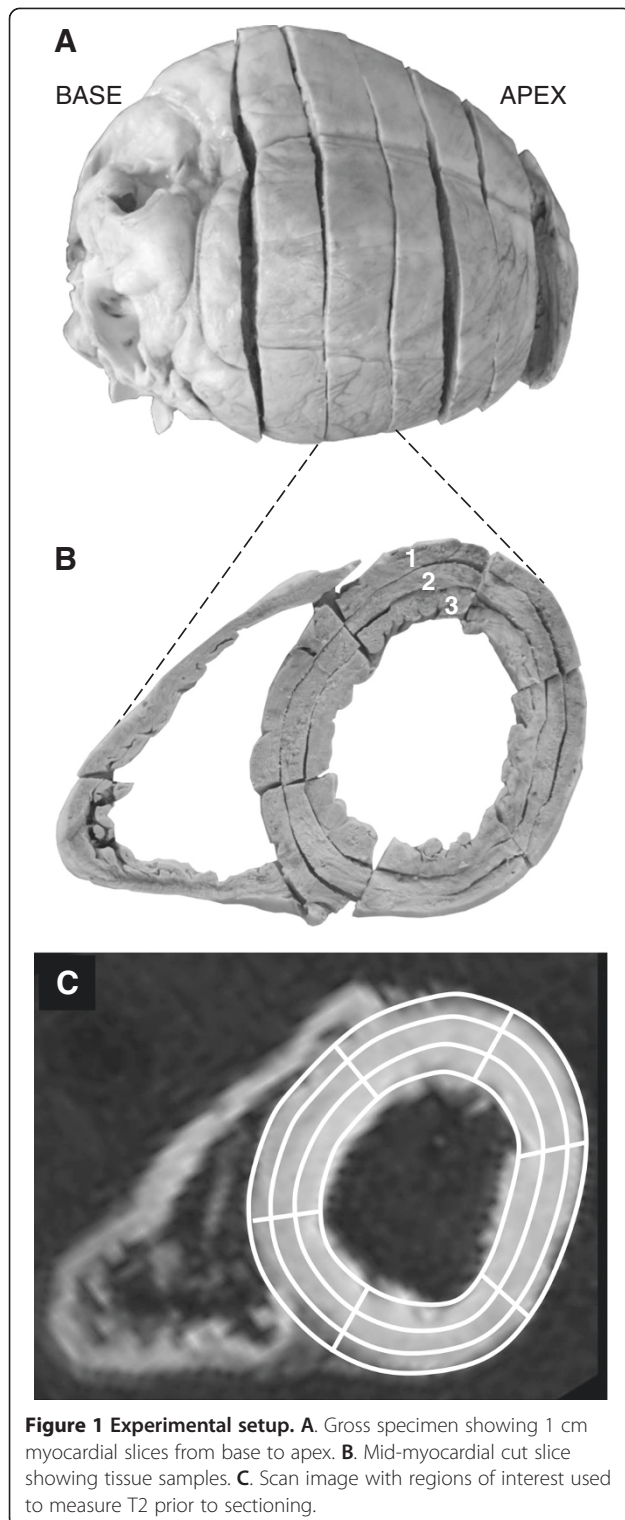 A
BASE
APEX
B
1
2
3
C
Figure 1 Experimental setup. A. Gross specimen showing 1 cm
myocardial slices from base to apex. B. Mid-myocardial cut slice
showing tissue samples. C. Scan image with regions of interest used
to measure T2 prior to sectioning.